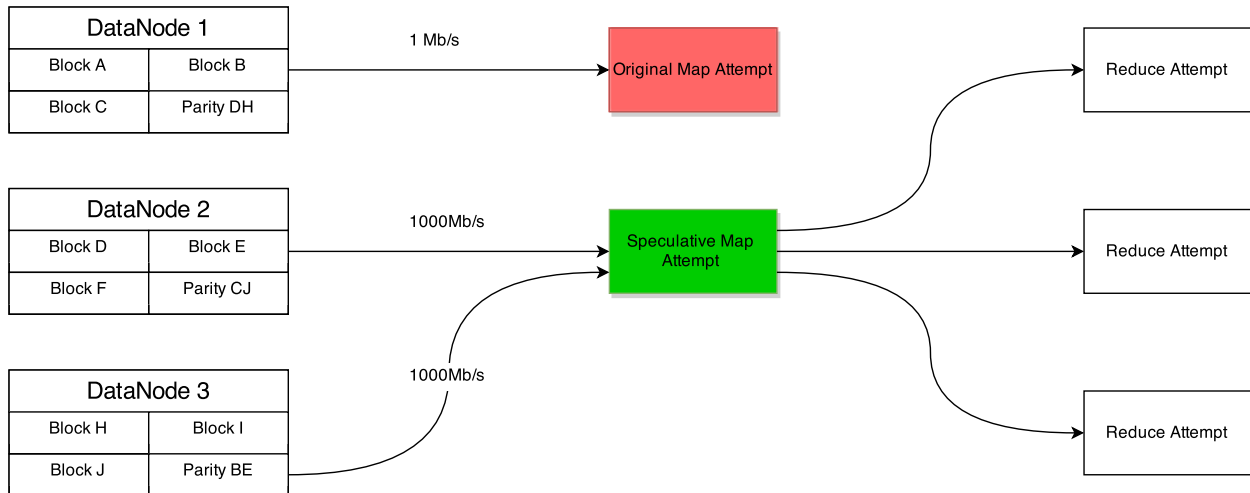 DataNode 1
Block A
Block B
Block C
Parity DH
1 Mb/s
Original Map Attempt
Reduce Attempt
DataNode 2
Block D
Block E
Block F
Parity CJ
1000Mb/s
Speculative Map
Attempt
Reduce Attempt
DataNode 3
Block H
Block I
Block J
Parity BE
1000Mb/s
Reduce Attempt